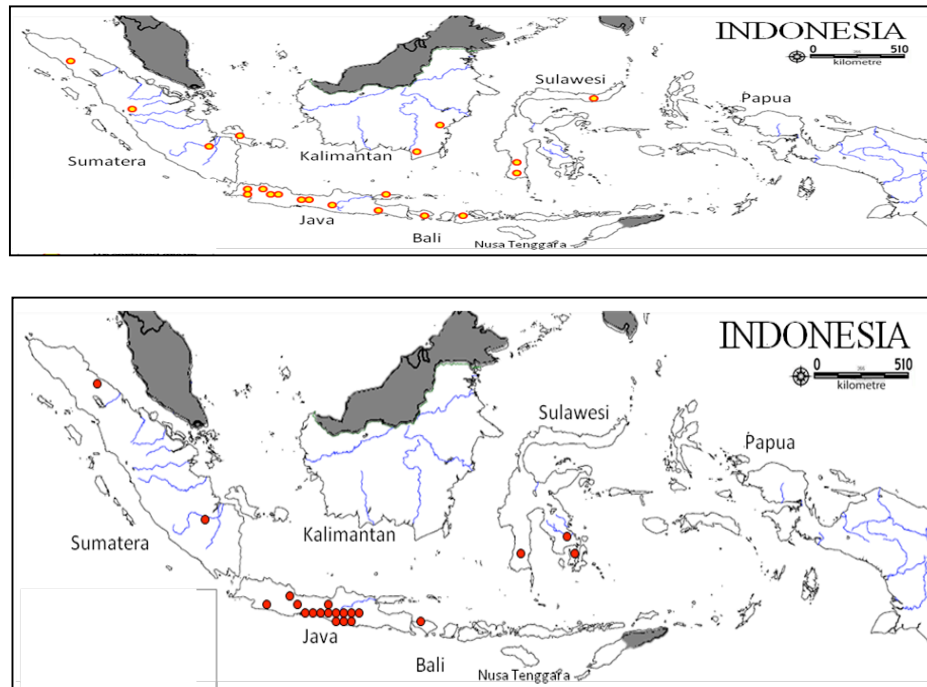 INDONESIA
0 510
kilometre
Sulawesi
Papua
Kalimantan
Sumatera
Java
Bali
Nusa Tenggara
INDONESIA
0 510
kilometre
Sulawesi
Papua
Kalimantan
Sumatera
Java
Bali
Nusa Tenggara